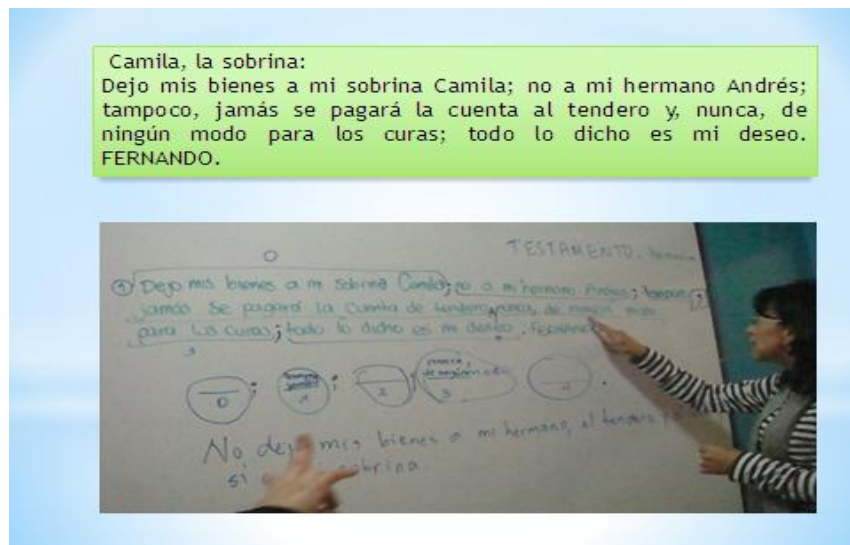 Camila, la sobrina:
Dejo mis bienes a mi sobrina Camila; no a mi hermano Andrés;
tampoco, jamás se pagará la cuenta al tendero y, nunca, de
ningún modo para los curas; todo lo dicho es mi deseo.
FERNANDO.
TESTAMENTO.
① Dejo mis bienes a mi sobrina Camila; no a mi hermano Andrés; tampoco
jamás se pagará la cuenta de tendero, nunca, de ningún modo
para los curas; todo lo dicho es mi deseo. FERNANDO
0 ; 1 ; 2 nunca, de ningún modo 3 4 .
No dejo mis bienes a mi hermano, al tendero
si sobrina.